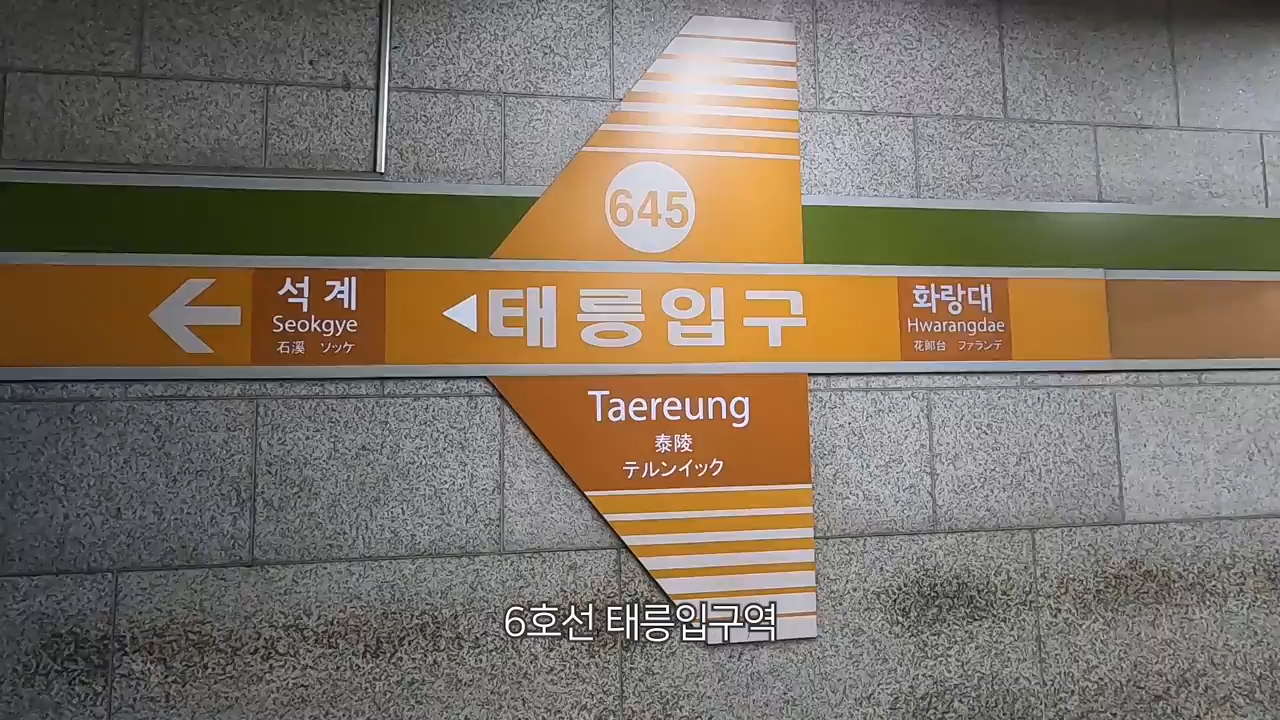 645
석계
Seokgye
石溪 ソッケ
태릉입구
화랑대
Hwarangdae
花郞台 ファランデ
Taereung
泰陵
テルンイック
6호선 태릉입구역